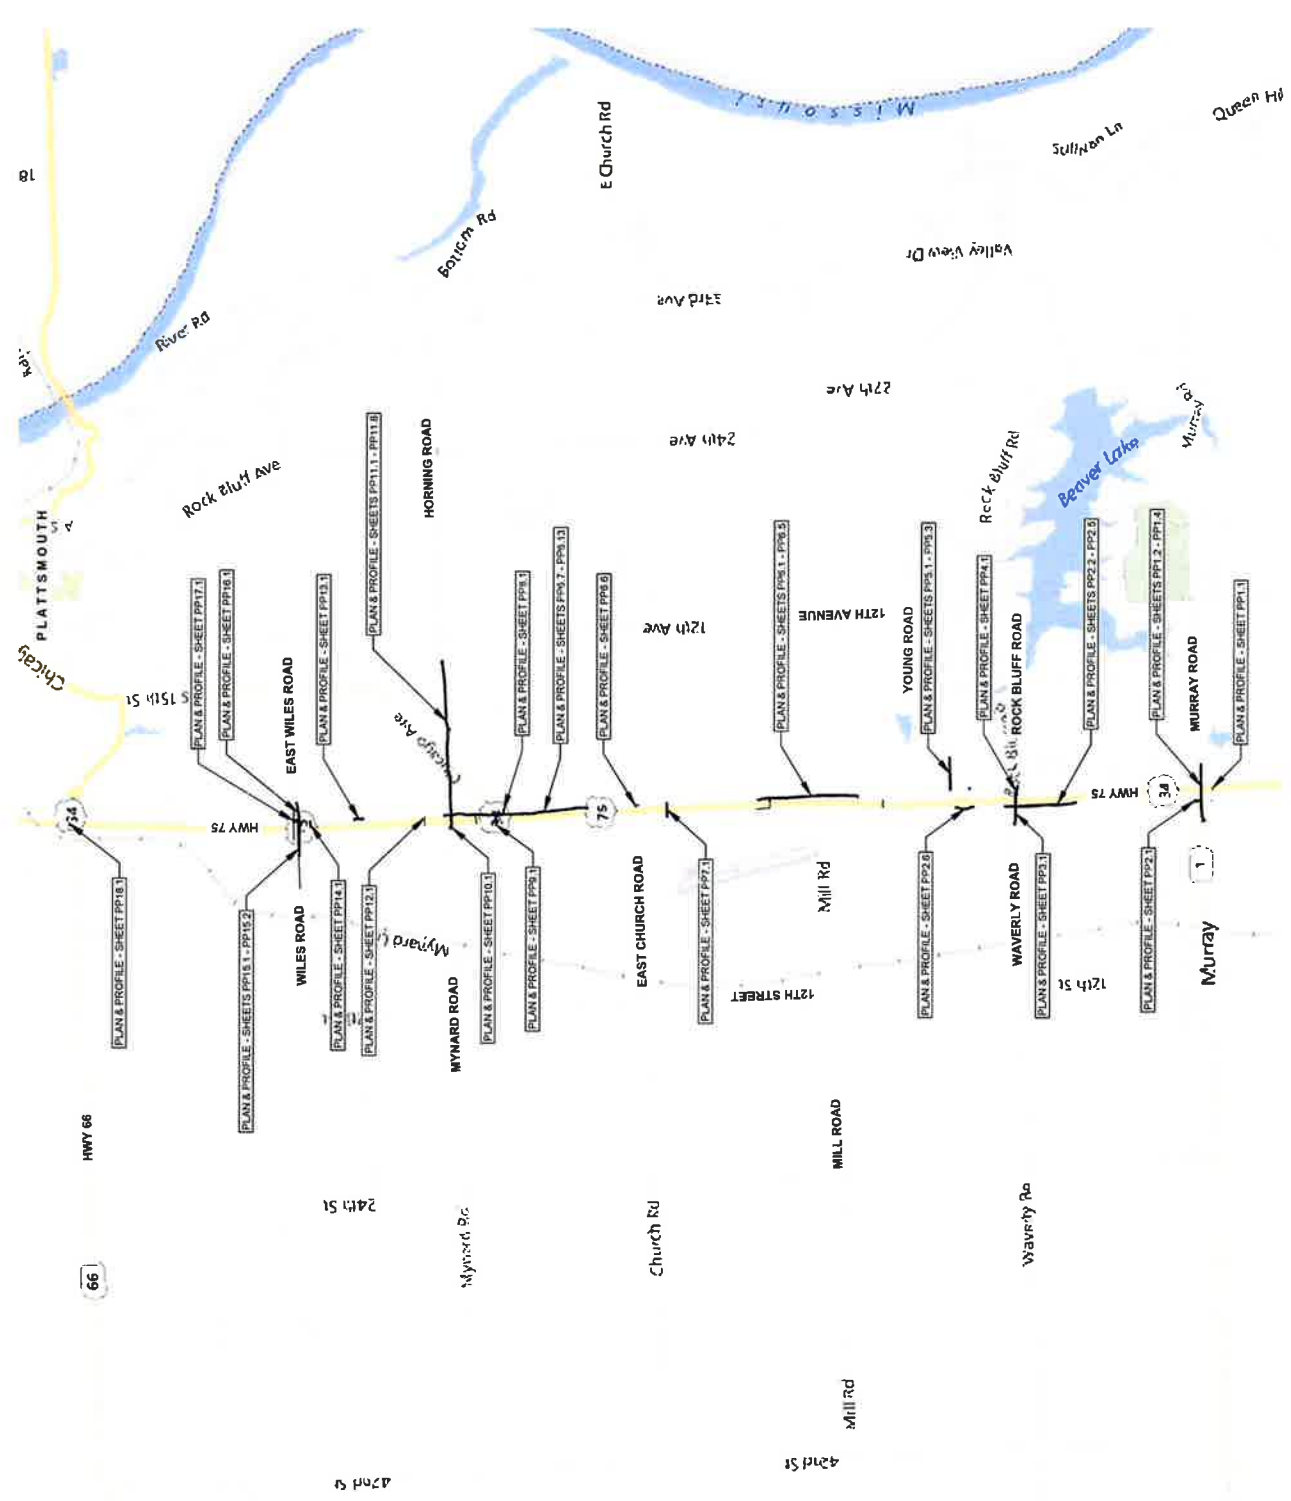 PLATTSMOUTH
18
Chicag
S 15th St
River Rd
Rock Bluff Ave
Bottom Rd
E Church Rd
Missouri
Sullivan Ln
Valley View Dr
33rd Ave
27th Ave
24th Ave
12th Ave
12TH AVENUE
Rock Bluff Rd
Beaver Lake
Murray
HORNING ROAD
EAST WILES ROAD
YOUNG ROAD
ROCK BLUFF ROAD
MURRAY ROAD
PLAN & PROFILE - SHEET PP17.1
PLAN & PROFILE - SHEET PP16.1
PLAN & PROFILE - SHEET PP13.1
PLAN & PROFILE - SHEETS PP11.1 - PP11.6
PLAN & PROFILE - SHEET PP8.1
PLAN & PROFILE - SHEETS PP6.7 - PP6.13
PLAN & PROFILE - SHEET PP6.6
PLAN & PROFILE - SHEETS PP6.1 - PP6.5
PLAN & PROFILE - SHEETS PP5.1 - PP5.3
PLAN & PROFILE - SHEET PP4.1
PLAN & PROFILE - SHEETS PP2.2 - PP2.5
PLAN & PROFILE - SHEETS PP1.2 - PP1.4
PLAN & PROFILE - SHEET PP1.1
Chicago Ave
34
HWY 75
75
HWY 75
34
1
PLAN & PROFILE - SHEET PP18.1
PLAN & PROFILE - SHEETS PP15.1 - PP15.2
PLAN & PROFILE - SHEET PP14.1
PLAN & PROFILE - SHEET PP12.1
PLAN & PROFILE - SHEET PP10.1
PLAN & PROFILE - SHEET PP9.1
PLAN & PROFILE - SHEET PP7.1
PLAN & PROFILE - SHEET PP2.6
PLAN & PROFILE - SHEET PP3.1
PLAN & PROFILE - SHEET PP2.1
WILES ROAD
Mynard
MYNARD ROAD
EAST CHURCH ROAD
12TH STREET
Mill Rd
WAVERLY ROAD
12th St
Murray
HWY 66
66
24th St
Mynard Rd
Church Rd
MILL ROAD
Waverly Rd
Mill Rd
42nd St
42nd St